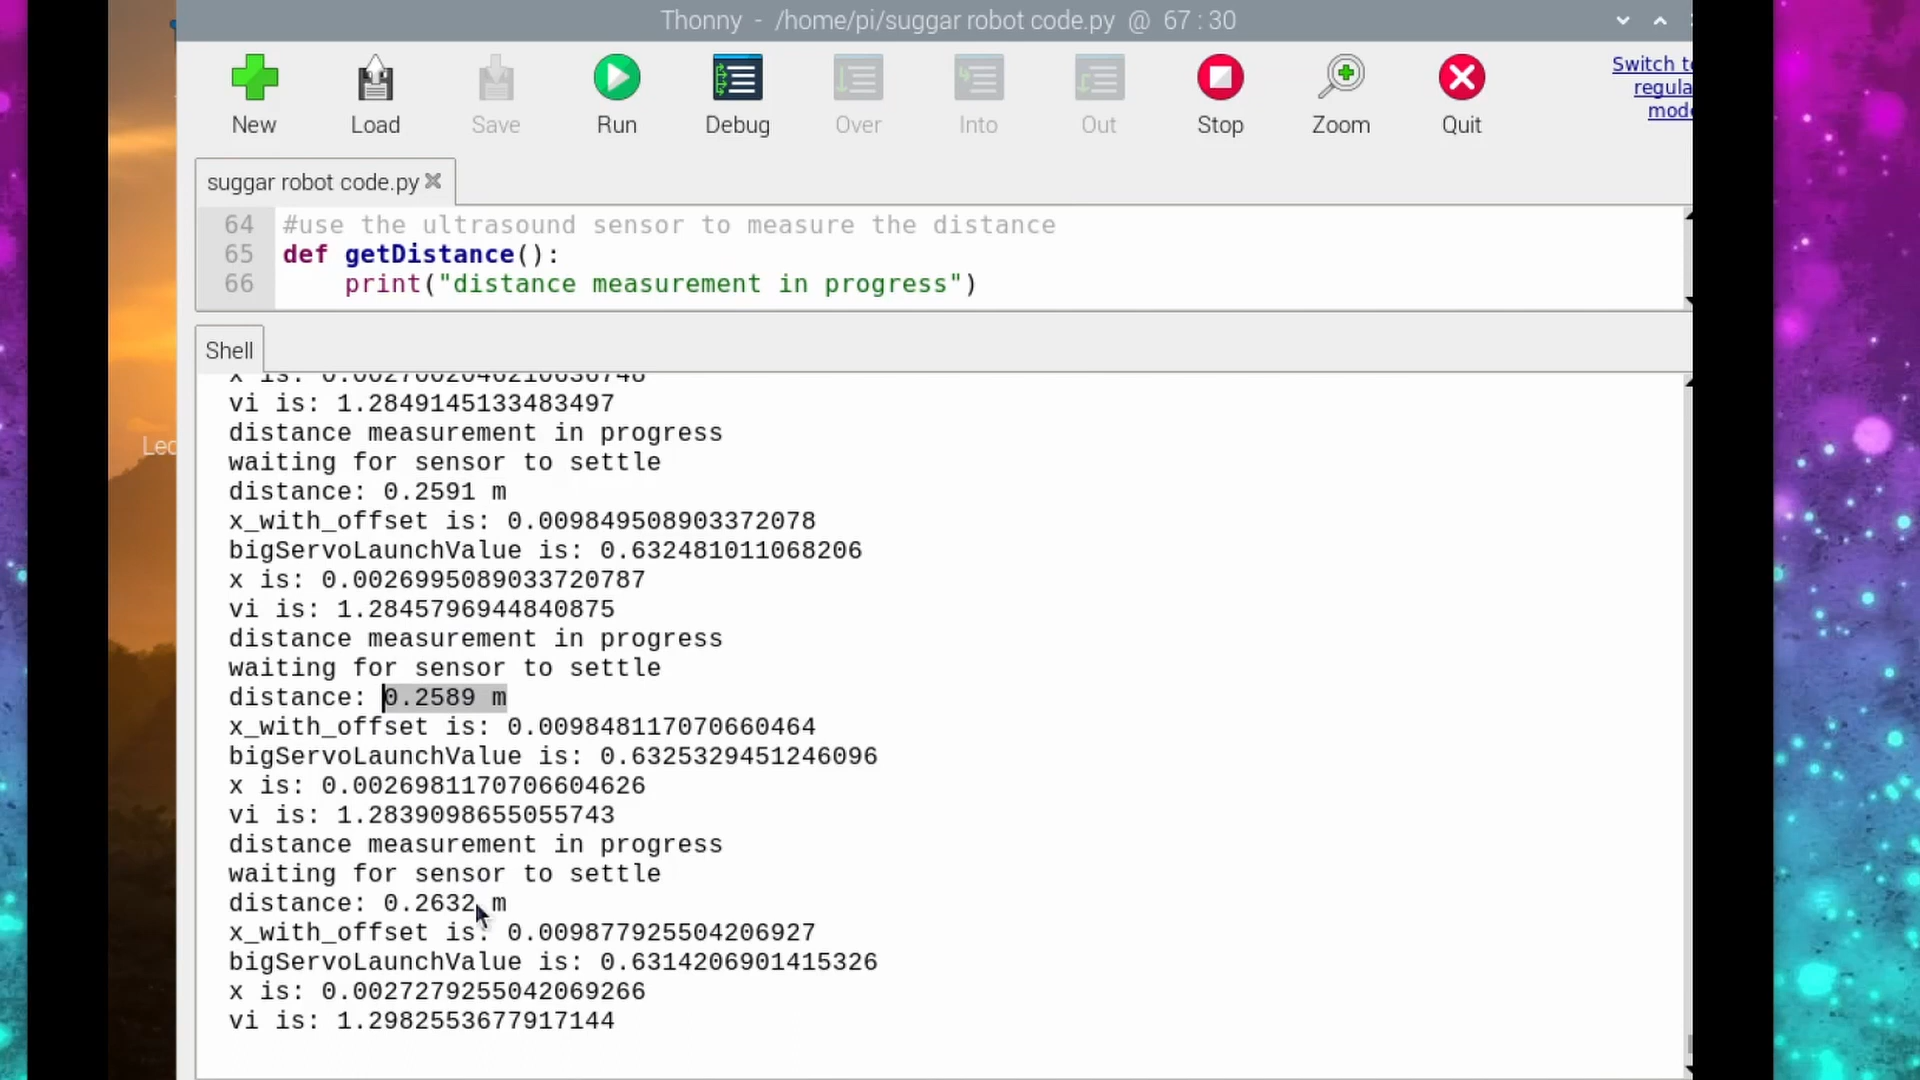 Thonny - /home/pi/suggar robot code.py @ 67 : 30
New
Load
Save
Run
Debug
Over
Into
Out
Stop
Zoom
Quit
Switch
regula
mode
suggar robot code.py
64 #use the ultrasound sensor to measure the distance
65 def getDistance():
66 print("distance measurement in progress")
Shell
x is: 0.0027002046210636748
vi is: 1.2849145133483497
distance measurement in progress
waiting for sensor to settle
distance: 0.2591 m
x_with_offset is: 0.009849508903372078
bigServoLaunchValue is: 0.632481011068206
x is: 0.0026995089033720787
vi is: 1.2845796944840875
distance measurement in progress
waiting for sensor to settle
distance: 0.2589 m
x_with_offset is: 0.009848117070660464
bigServoLaunchValue is: 0.6325329451246096
x is: 0.0026981170706604626
vi is: 1.2839098655055743
distance measurement in progress
waiting for sensor to settle
distance: 0.2632 m
x_with_offset is: 0.009877925504206927
bigServoLaunchValue is: 0.6314206901415326
x is: 0.0027279255042069266
vi is: 1.2982553677917144